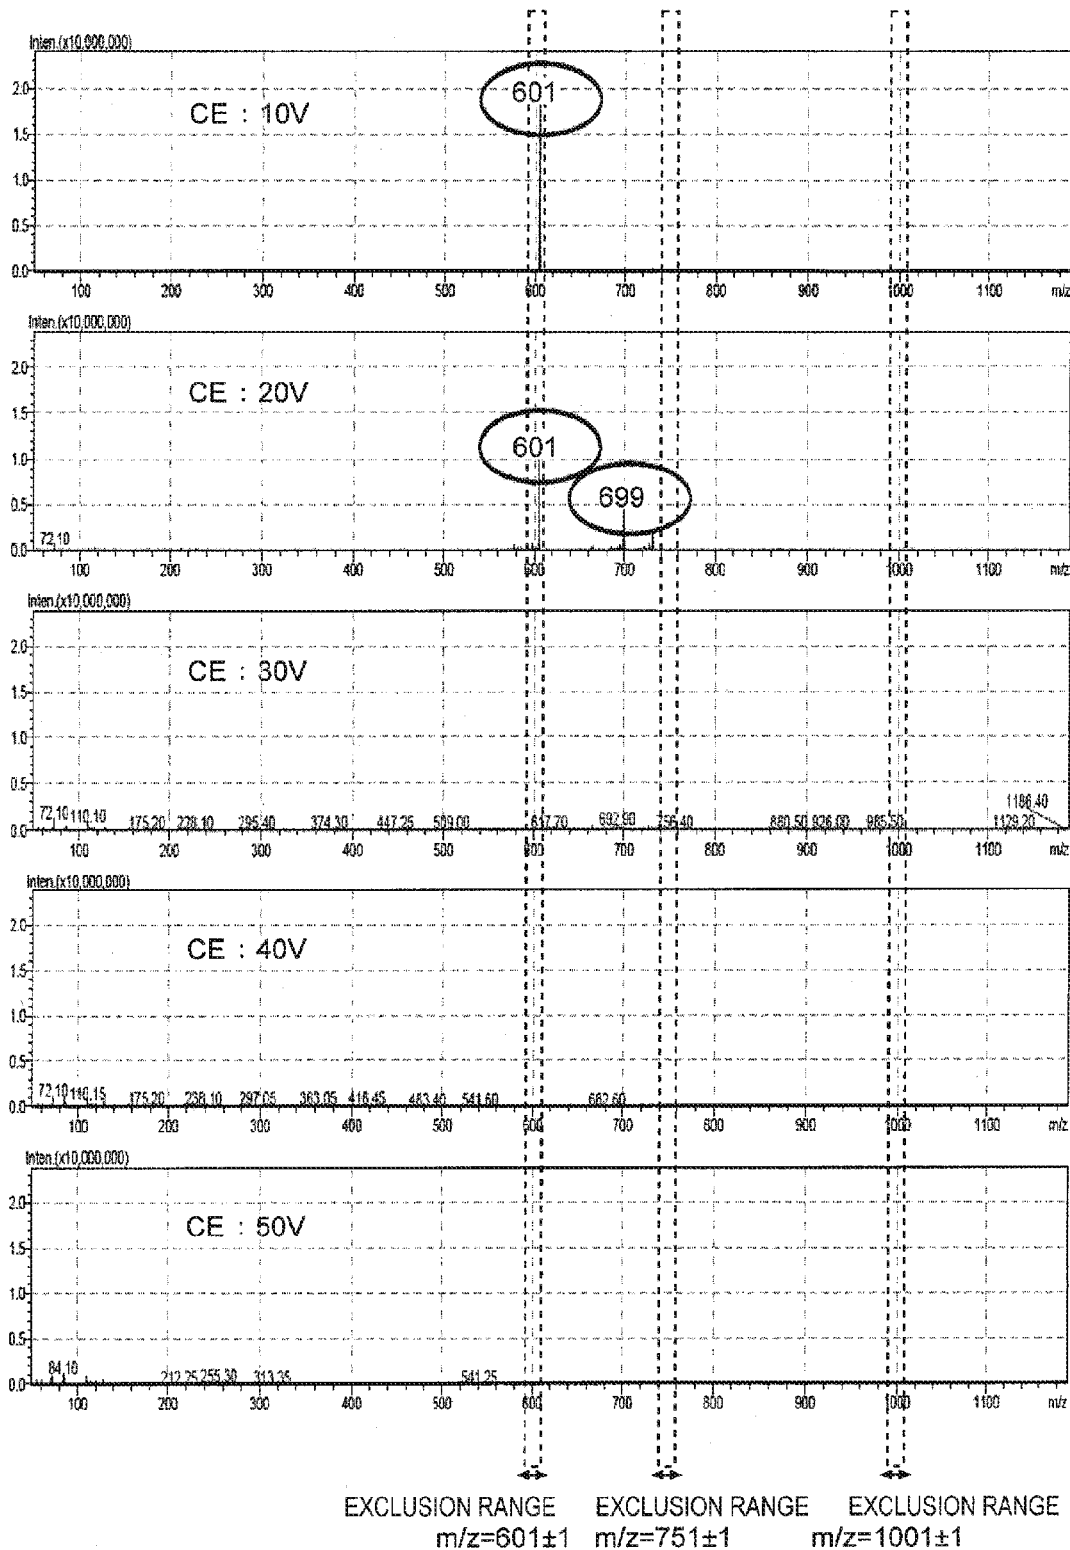 Inten.(x10,000,000)
2.0
601
CE : 10V
1.5
1.0
0.5
0.0
100 200 300 400 500 600 700 800 900 1000 1100 m/z
Inten.(x10,000,000)
2.0
CE : 20V
1.5
601
1.0
699
0.5
72.10
0.0
100 200 300 400 500 600 700 800 900 1000 1100 m/z
Inten.(x10,000,000)
2.0
CE : 30V
1.5
1.0
0.5
1186.40
72.10 110.10 175.20 228.10 295.40 374.30 447.25 509.00 617.70 692.90 756.40 880.50 926.00 985.50 1129.20
0.0
100 200 300 400 500 600 700 800 900 1000 1100 m/z
Inten.(x10,000,000)
2.0
CE : 40V
1.5
1.0
0.5
72.10 110.15 175.20 238.10 297.05 363.05 416.45 483.40 541.60 662.60
0.0
100 200 300 400 500 600 700 800 900 1000 1100 m/z
Inten.(x10,000,000)
2.0
CE : 50V
1.5
1.0
0.5
84.10 212.25 255.30 313.35 541.25
0.0
100 200 300 400 500 600 700 800 900 1000 1100 m/z
EXCLUSION RANGE EXCLUSION RANGE EXCLUSION RANGE
m/z=601±1 m/z=751±1 m/z=1001±1